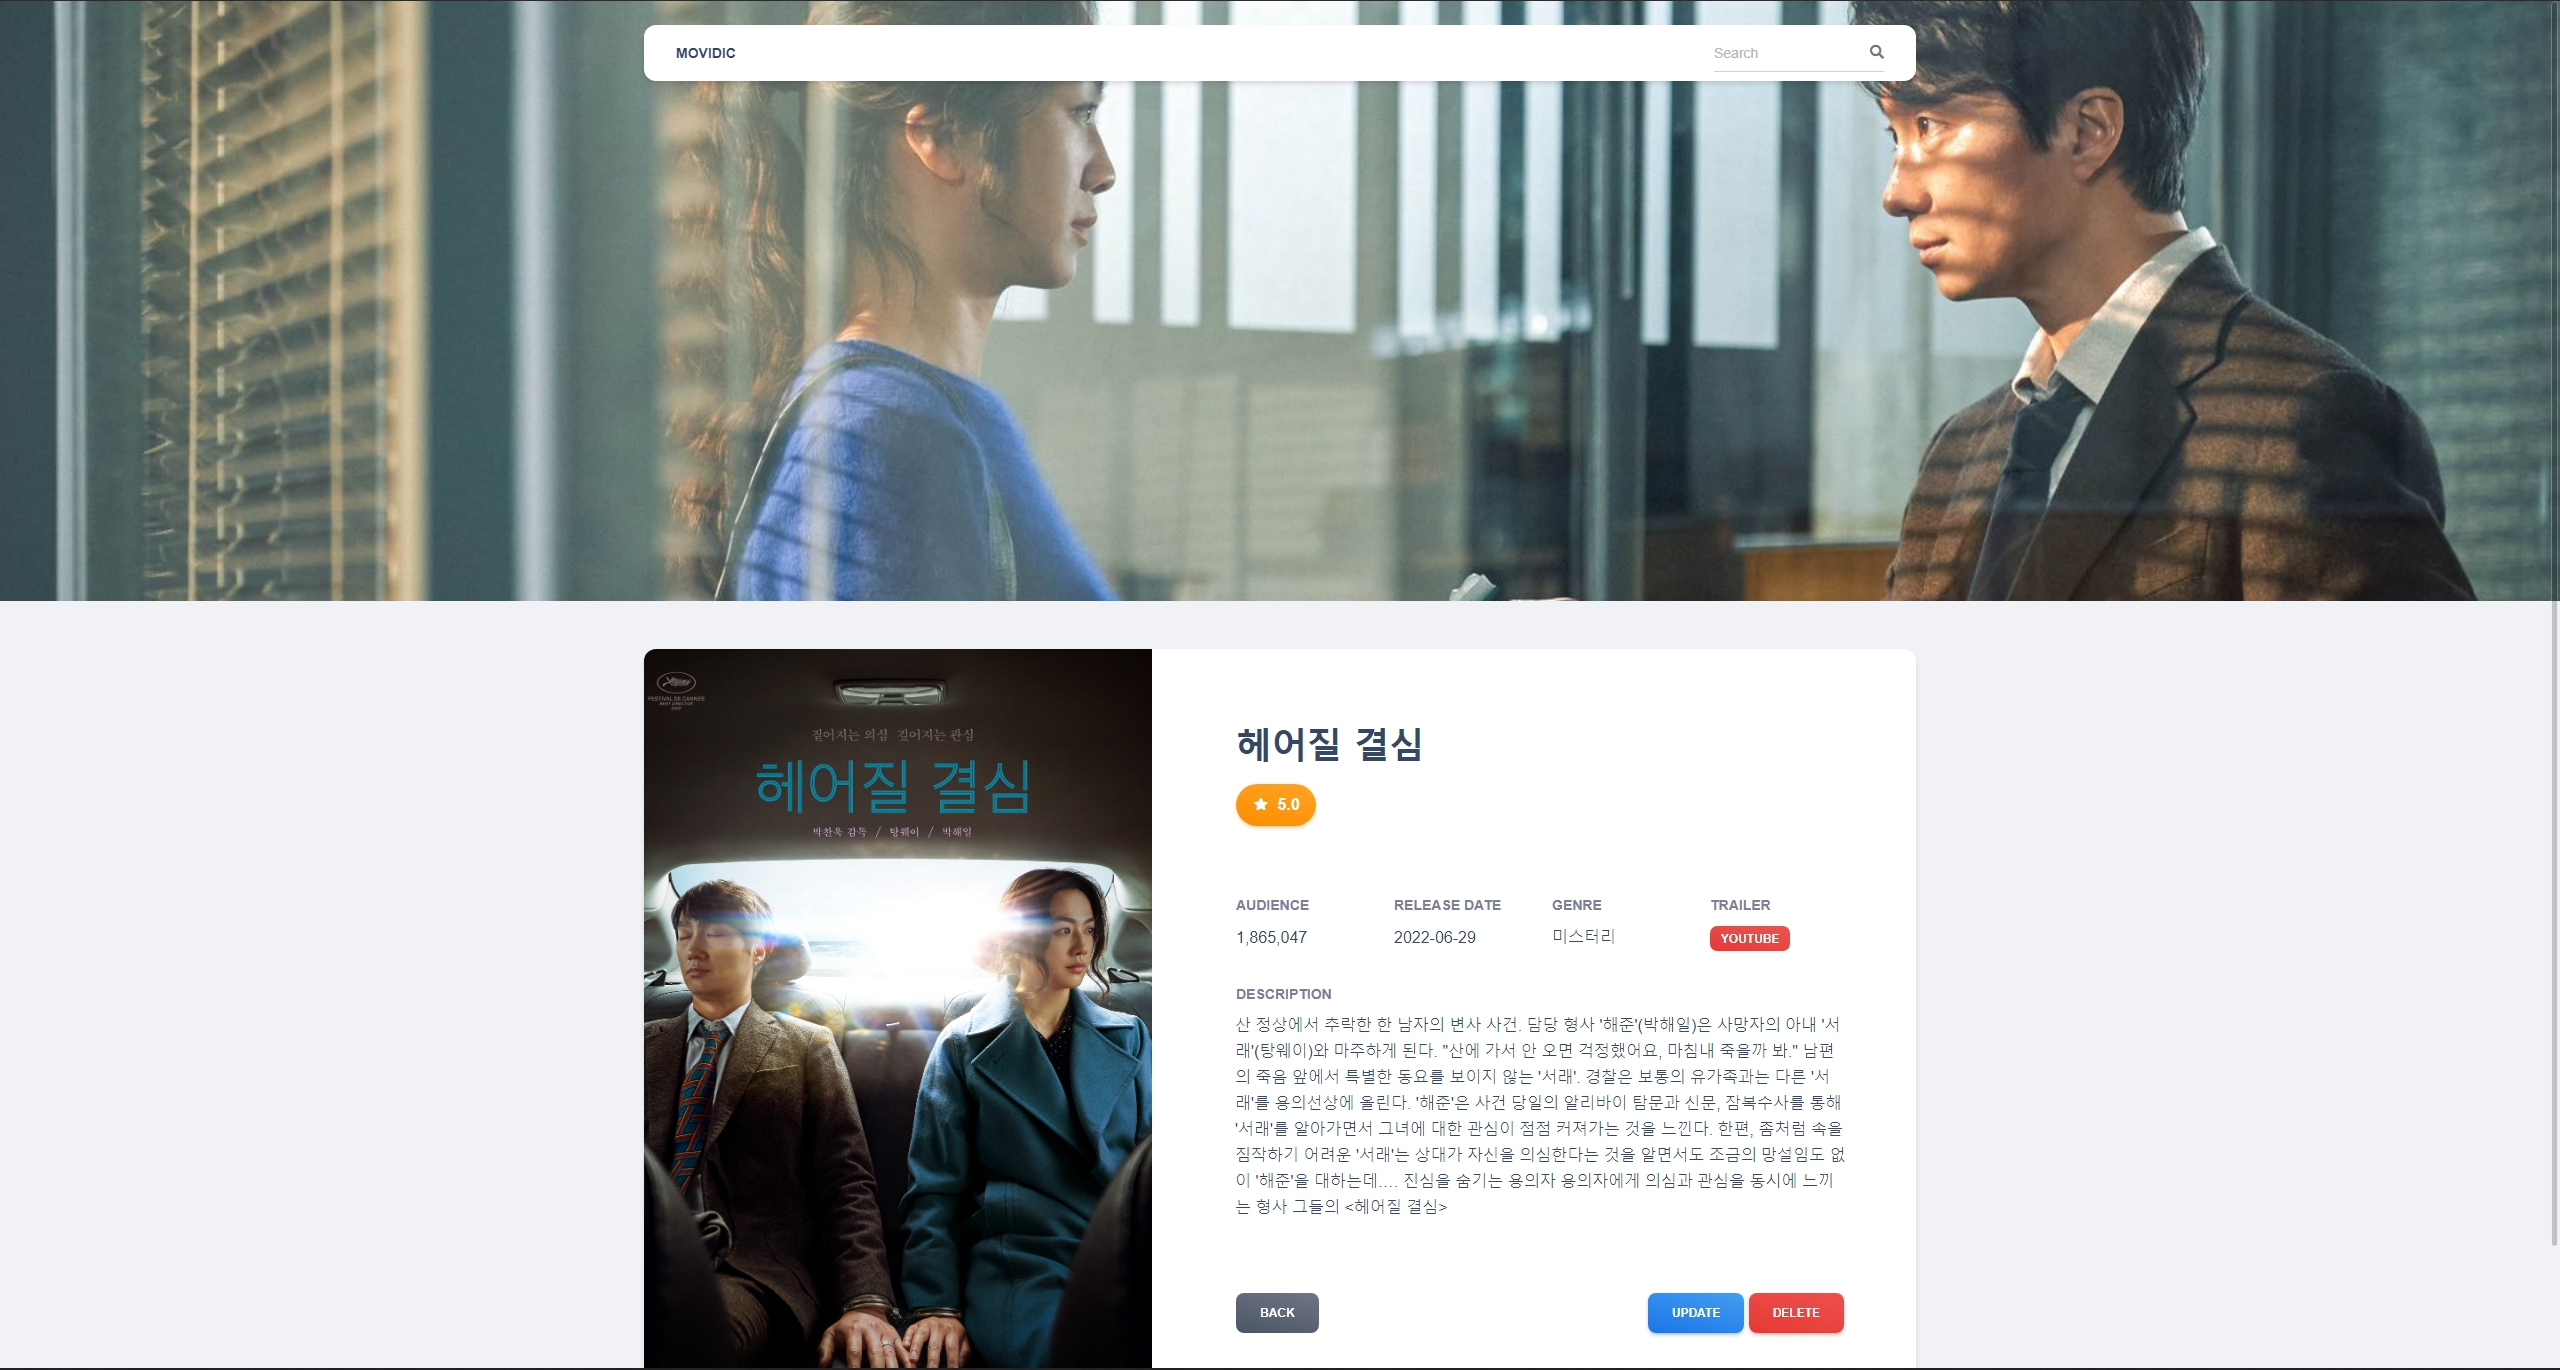 MOVIDIC
Search
FESTIVAL DE CANNES
BEST DIRECTOR
2022
짙어지는 의심 깊어지는 관심
헤어질 결심
박찬욱 감독 / 탕웨이 / 박해일
헤어질 결심
5.0
AUDIENCE RELEASE DATE GENRE TRAILER
1,865,047 2022-06-29 미스터리 YOUTUBE
DESCRIPTION
산 정상에서 추락한 한 남자의 변사 사건. 담당 형사 '해준'(박해일)은 사망자의 아내 '서
래'(탕웨이)와 마주하게 된다. "산에 가서 안 오면 걱정했어요, 마침내 죽을까 봐." 남편
의 죽음 앞에서 특별한 동요를 보이지 않는 '서래'. 경찰은 보통의 유가족과는 다른 '서
래'를 용의선상에 올린다. '해준'은 사건 당일의 알리바이 탐문과 신문, 잠복수사를 통해
'서래'를 알아가면서 그녀에 대한 관심이 점점 커져가는 것을 느낀다. 한편, 좀처럼 속을
짐작하기 어려운 '서래'는 상대가 자신을 의심한다는 것을 알면서도 조금의 망설임도 없
이 '해준'을 대하는데.... 진심을 숨기는 용의자 용의자에게 의심과 관심을 동시에 느끼
는 형사 그들의 <헤어질 결심>
BACK UPDATE DELETE